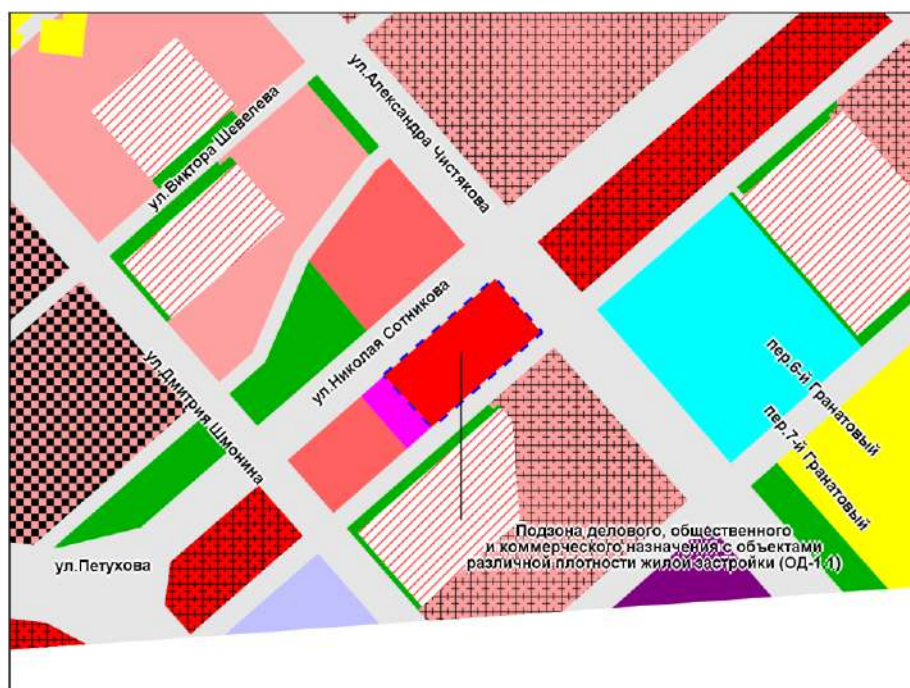 ул.Александра Чистякова
ул.Виктора Шевелева
ул.Николая Сотникова
ул.Дмитрия Шмонина
пер.6-й Гранатовый
пер.7-й Гранатовый
Подзона делового, общественного
и коммерческого назначения с объектами
различной плотности жилой застройки (ОД-1.1)
ул.Петухова